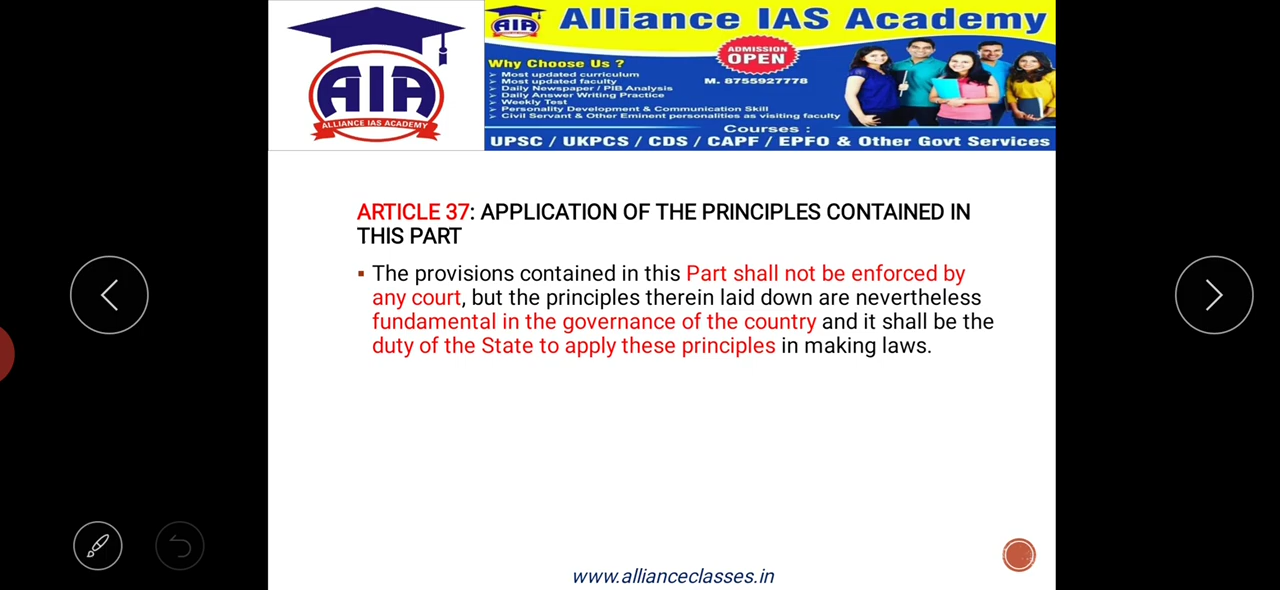 AIA
ALLIANCE IAS ACADEMY
AIA
Alliance IAS Academy
Why Choose Us ?
➢ Most updated curriculum
➢ Most updated faculty
➢ Daily Newspaper / PIB Analysis
➢ Daily Answer Writing Practice
➢ Weekly Test
➢ Personality Development & Communication Skill
➢ Civil Servant & Other Eminent personalities as visiting faculty
ADMISSION
OPEN
M. 8755927778
Courses :
UPSC / UKPCS / CDS / CAPF / EPFO & Other Govt Services
ARTICLE 37: APPLICATION OF THE PRINCIPLES CONTAINED IN
THIS PART
▪ The provisions contained in this Part shall not be enforced by
any court, but the principles therein laid down are nevertheless
fundamental in the governance of the country and it shall be the
duty of the State to apply these principles in making laws.
www.allianceclasses.in